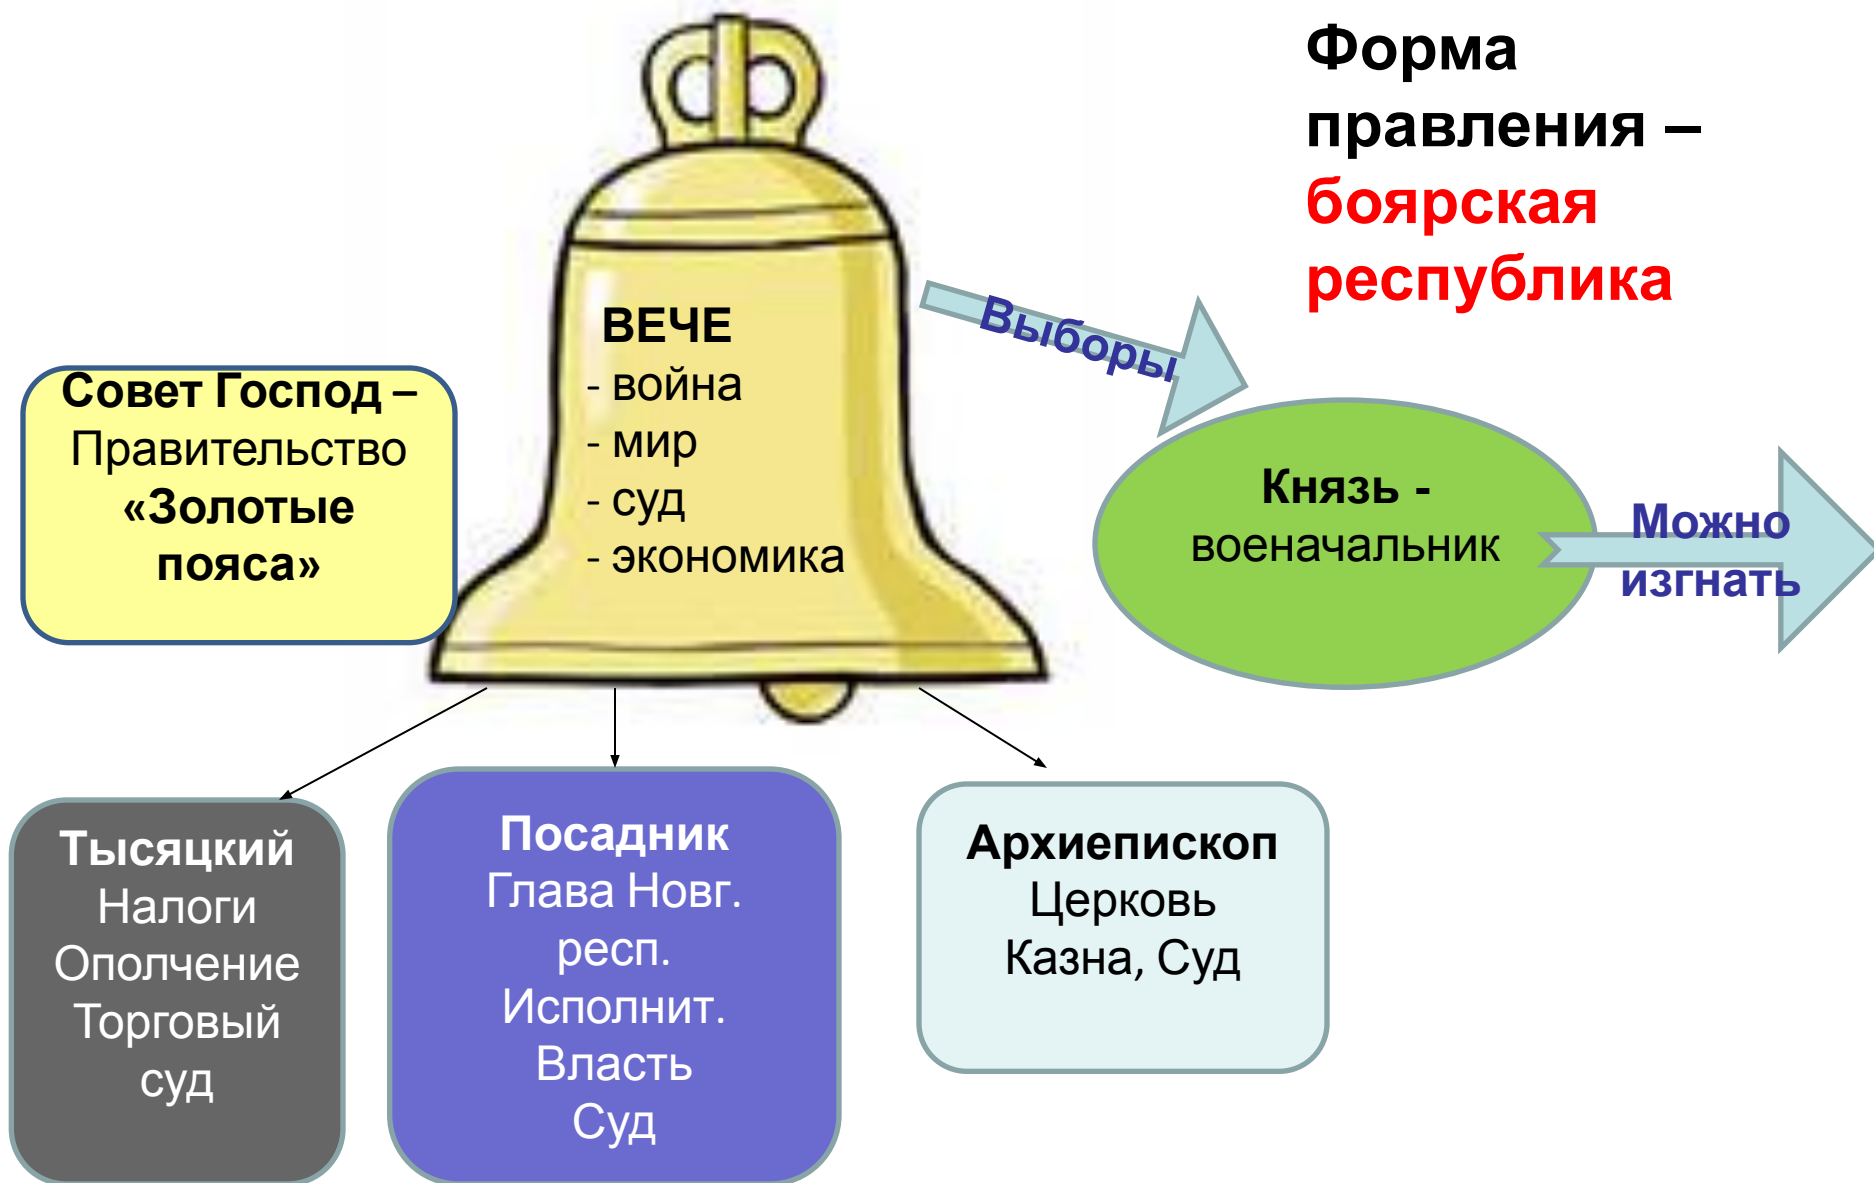 Форма
правления –
боярская
республика
ВЕЧЕ
- война
- мир
- суд
- экономика
Выборы
Совет Господ –
Правительство
«Золотые
пояса»
Князь -
военачальник
Можно
изгнать
Тысяцкий
Налоги
Ополчение
Торговый
суд
Посадник
Глава Новг.
респ.
Исполнит.
Власть
Суд
Архиепископ
Церковь
Казна, Суд